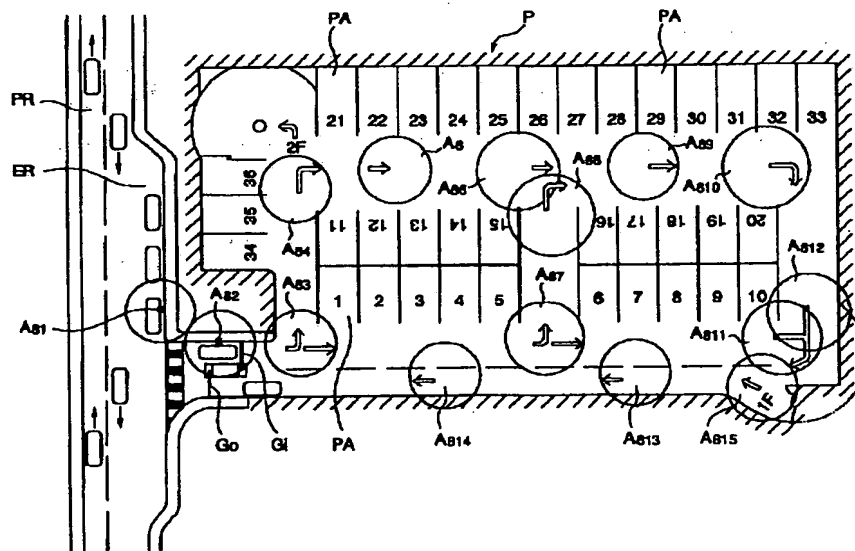 PA P PA
PR
ER
21 22 23 24 25 26 27 28 29 30 31 32 33
2F
A8 A89
A86 A88 A810
36
35
34
A84
11 12 13 14 15 16 17 18 19 20
A812
A82 A83 A87
1 2 3 4 5 6 7 8 9 10
A81
A811
1F
Go GI PA A814 A813 A815